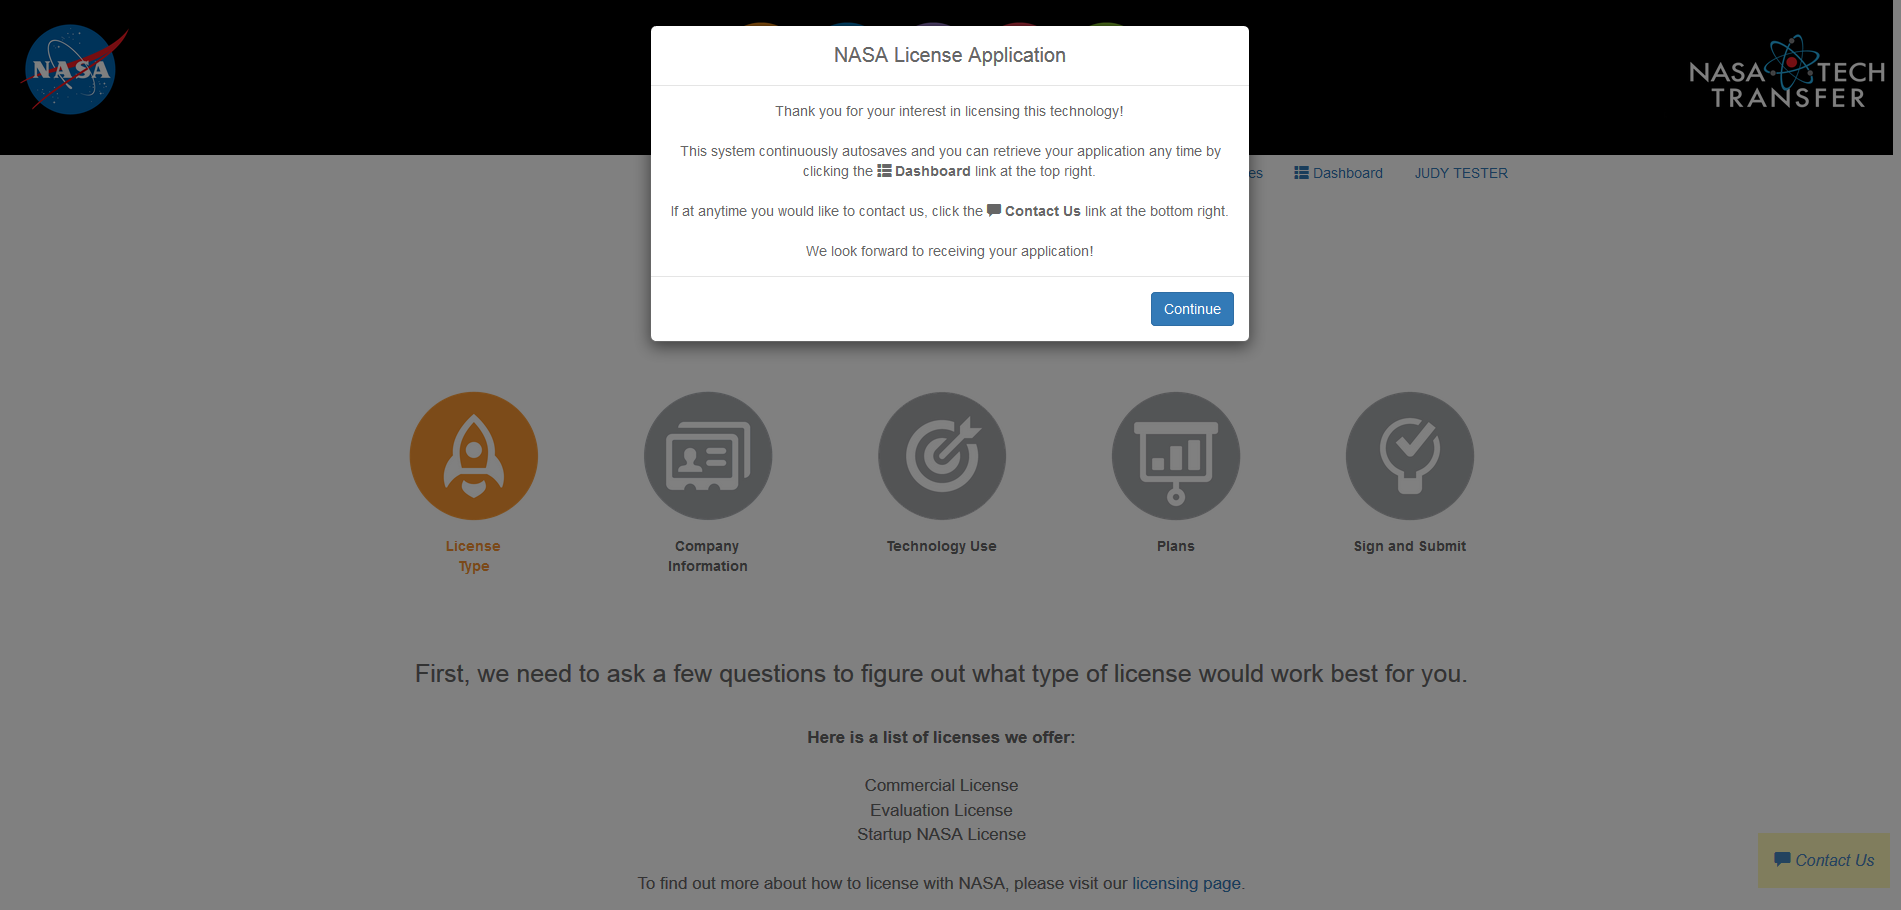 NASA
NASA TECH
TRANSFER
NASA License Application
Thank you for your interest in licensing this technology!
This system continuously autosaves and you can retrieve your application any time by
clicking the Dashboard link at the top right.
If at anytime you would like to contact us, click the Contact Us link at the bottom right.
We look forward to receiving your application!
Continue
es Dashboard JUDY TESTER
License
Type
Company
Information
Technology Use
Plans
Sign and Submit
First, we need to ask a few questions to figure out what type of license would work best for you.
Here is a list of licenses we offer:
Commercial License
Evaluation License
Startup NASA License
To find out more about how to license with NASA, please visit our licensing page.
Contact Us